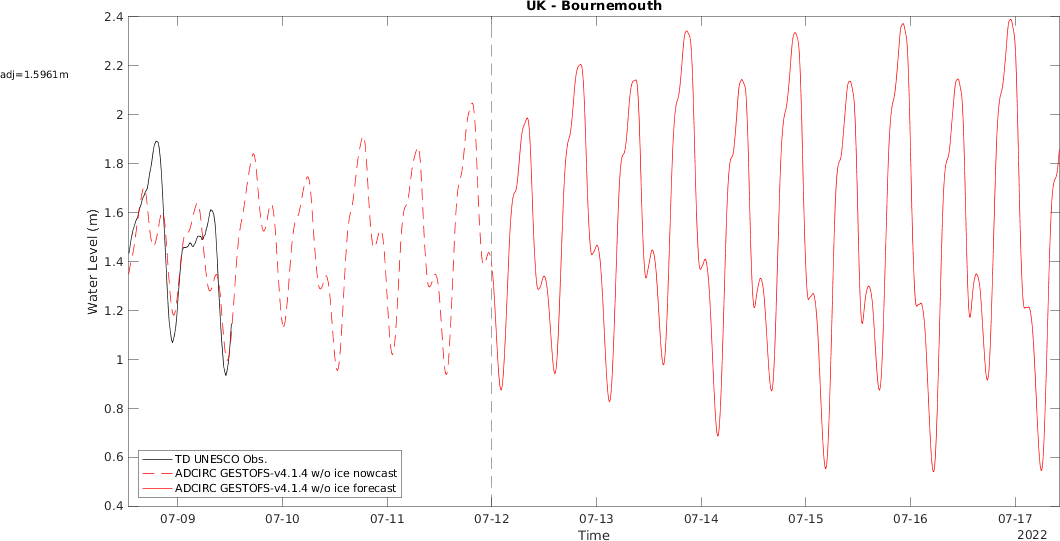 UK - Bournemouth
adj=1.5961m
2.4
2.2
2
1.8
1.6
1.4
1.2
1
0.8
0.6
0.4
Water Level (m)
TD UNESCO Obs.
ADCIRC GESTOFS-v4.1.4 w/o ice nowcast
ADCIRC GESTOFS-v4.1.4 w/o ice forecast
07-09 07-10 07-11 07-12 07-13 07-14 07-15 07-16 07-17
Time
2022